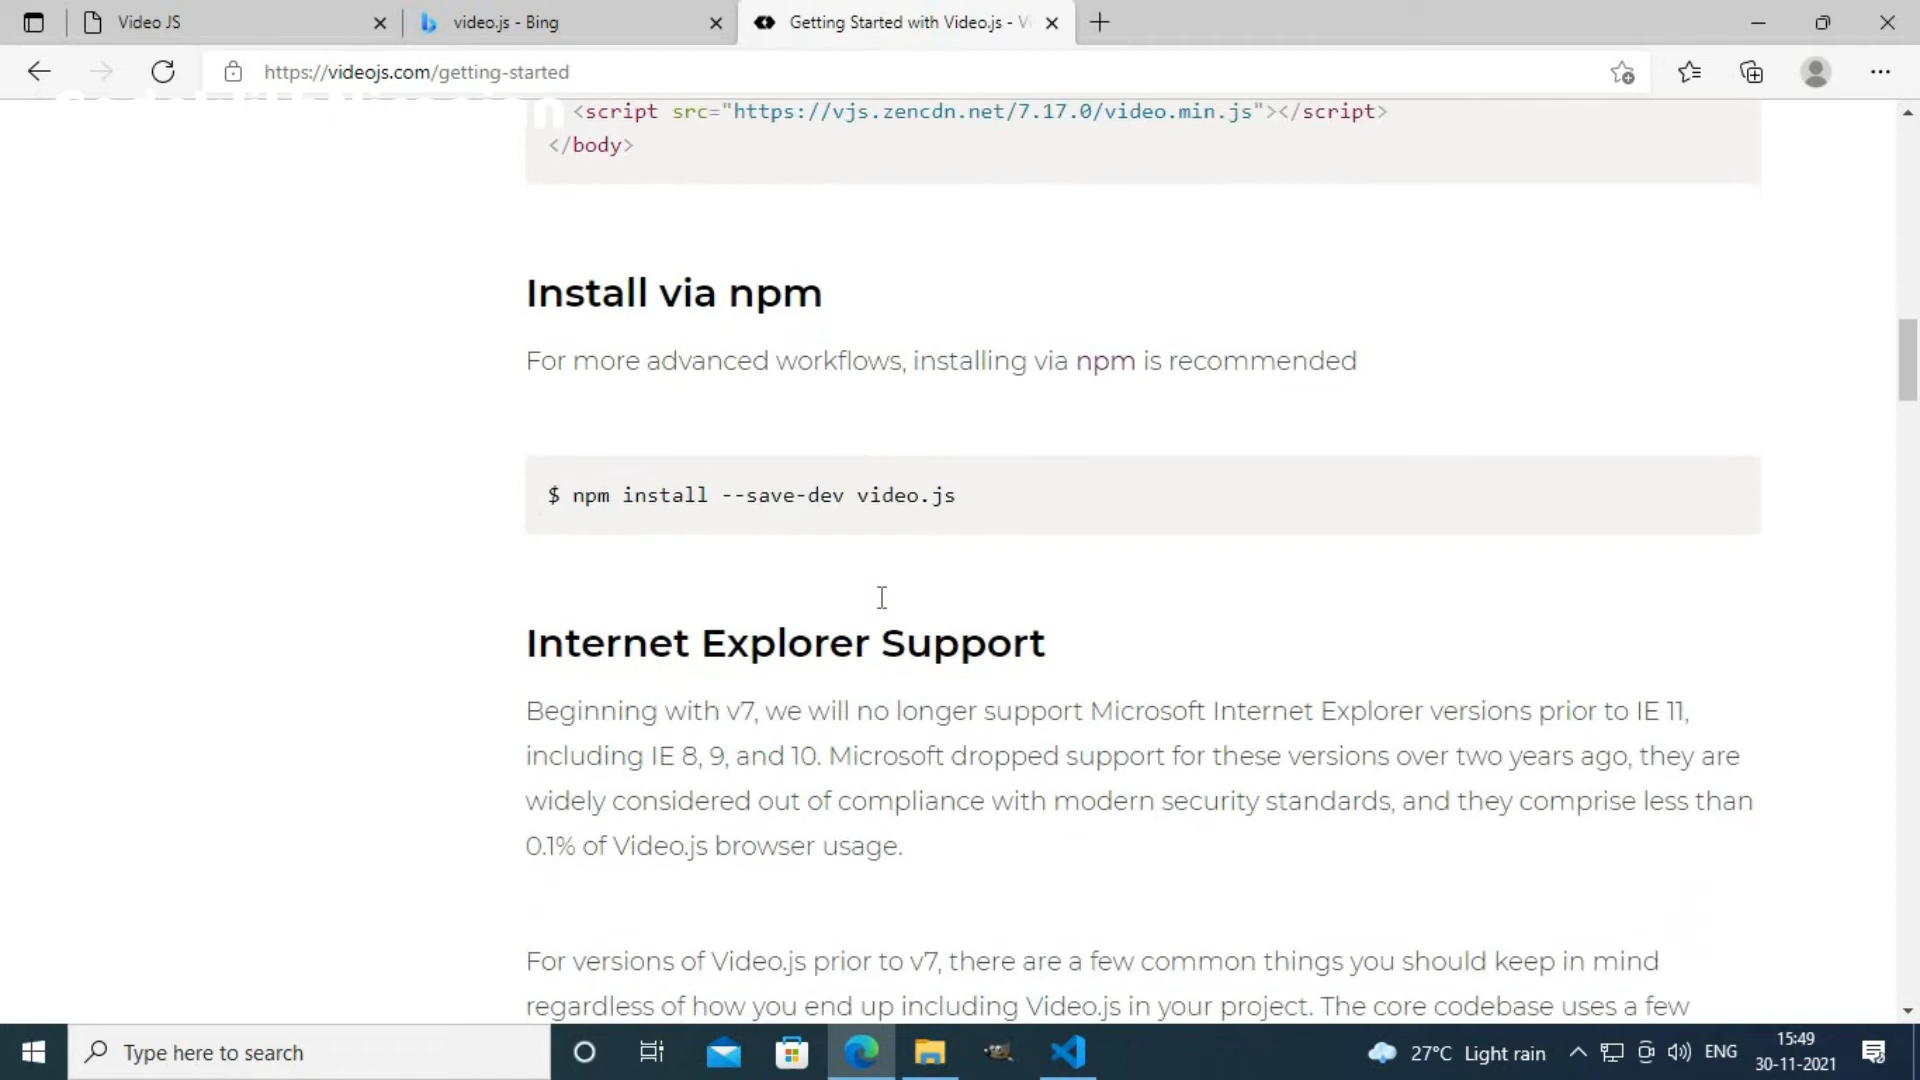 Video JS
video.js - Bing
Getting Started with Video.js - Vi
https://videojs.com/getting-started
<script src="https://vjs.zencdn.net/7.17.0/video.min.js"></script>
</body>
Install via npm
For more advanced workflows, installing via npm is recommended
$ npm install --save-dev video.js
Internet Explorer Support
Beginning with v7, we will no longer support Microsoft Internet Explorer versions prior to IE 11,
including IE 8, 9, and 10. Microsoft dropped support for these versions over two years ago, they are
widely considered out of compliance with modern security standards, and they comprise less than
0.1% of Video.js browser usage.
For versions of Video.js prior to v7, there are a few common things you should keep in mind
regardless of how you end up including Video.js in your project. The core codebase uses a few
Type here to search
27°C Light rain
ENG
15:49
30-11-2021